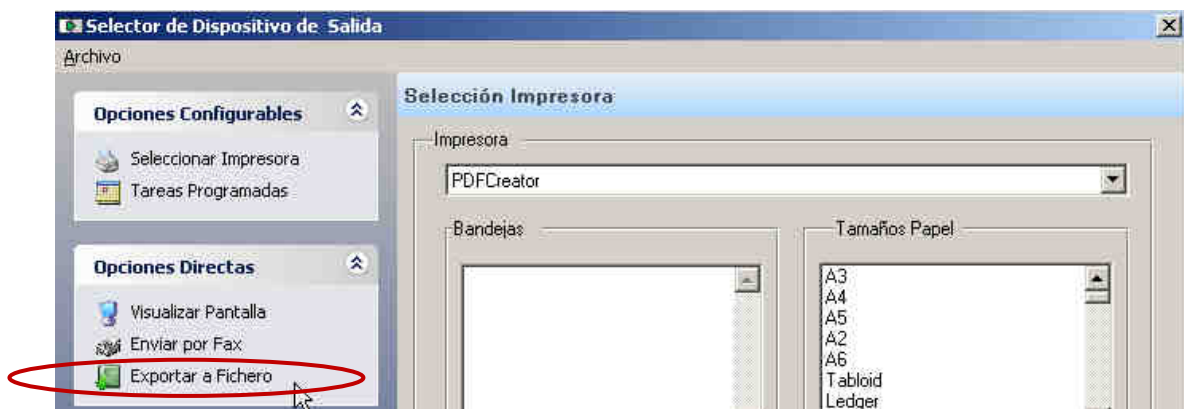 Selector de Dispositivo de Salida
Archivo
Opciones Configurables
Seleccionar Impresora
Tareas Programadas
Opciones Directas
Visualizar Pantalla
Enviar por Fax
Exportar a Fichero
Selección Impresora
Impresora
PDFCreator
Bandejas
Tamaños Papel
A3
A4
A5
A2
A6
Tabloid
Ledger